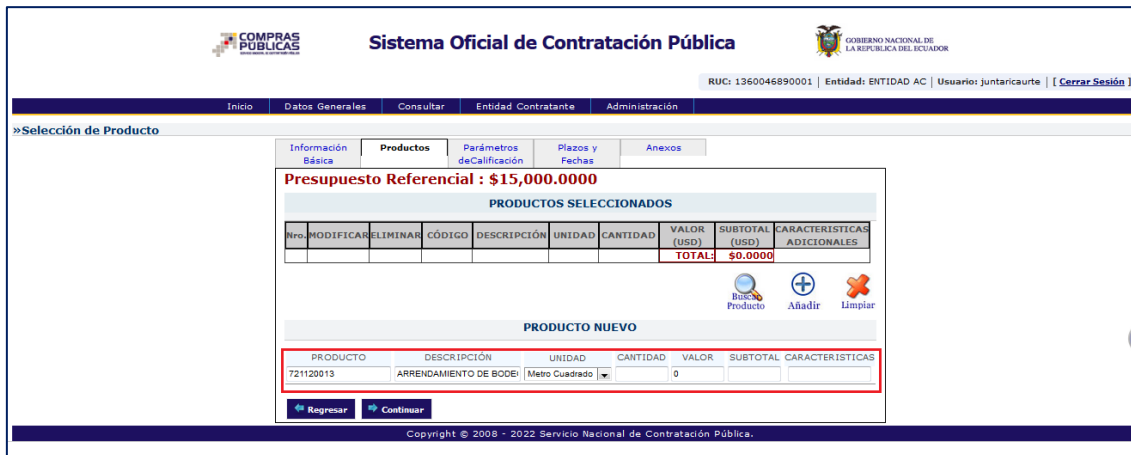 COMPRAS
PÚBLICAS
Sistema Oficial de Contratación Pública
GOBIERNO NACIONAL DE
LA REPUBLICA DEL ECUADOR
RUC: 1360046890001 | Entidad: ENTIDAD AC | Usuario: juntaricaurte | [ Cerrar Sesión ]
Inicio Datos Generales Consultar Entidad Contratante Administración
»Selección de Producto
Información Básica Productos Parámetros deCalificación Plazos y Fechas Anexos
Presupuesto Referencial : $15,000.0000
PRODUCTOS SELECCIONADOS
Nro. MODIFICAR ELIMINAR CÓDIGO DESCRIPCIÓN UNIDAD CANTIDAD VALOR (USD) SUBTOTAL (USD) CARACTERISTICAS ADICIONALES
TOTAL: $0.0000
Buscar Producto Añadir Limpiar
PRODUCTO NUEVO
PRODUCTO DESCRIPCIÓN UNIDAD CANTIDAD VALOR SUBTOTAL CARACTERISTICAS
721120013 ARRENDAMIENTO DE BODE Metro Cuadrado 0
Regresar Continuar
Copyright © 2008 - 2022 Servicio Nacional de Contratación Pública.